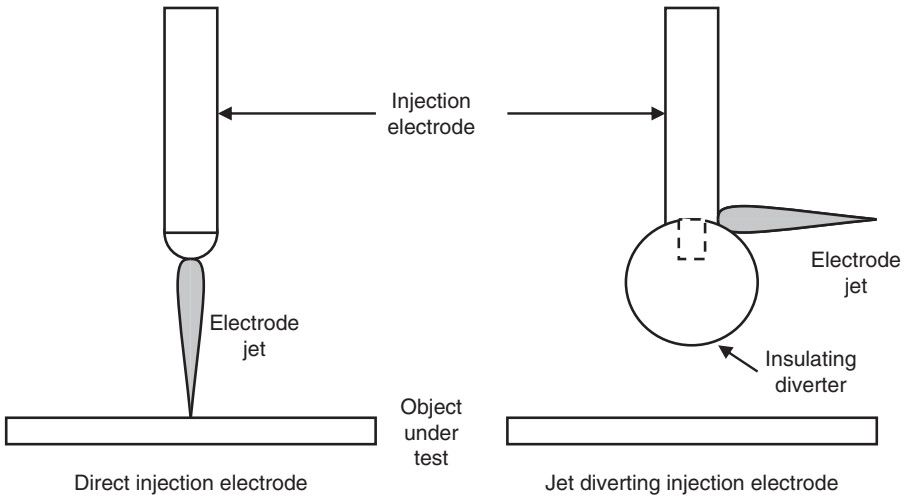 Injection
electrode
Electrode
jet
Electrode
jet
Insulating
diverter
Object
under
test
Direct injection electrode
Jet diverting injection electrode